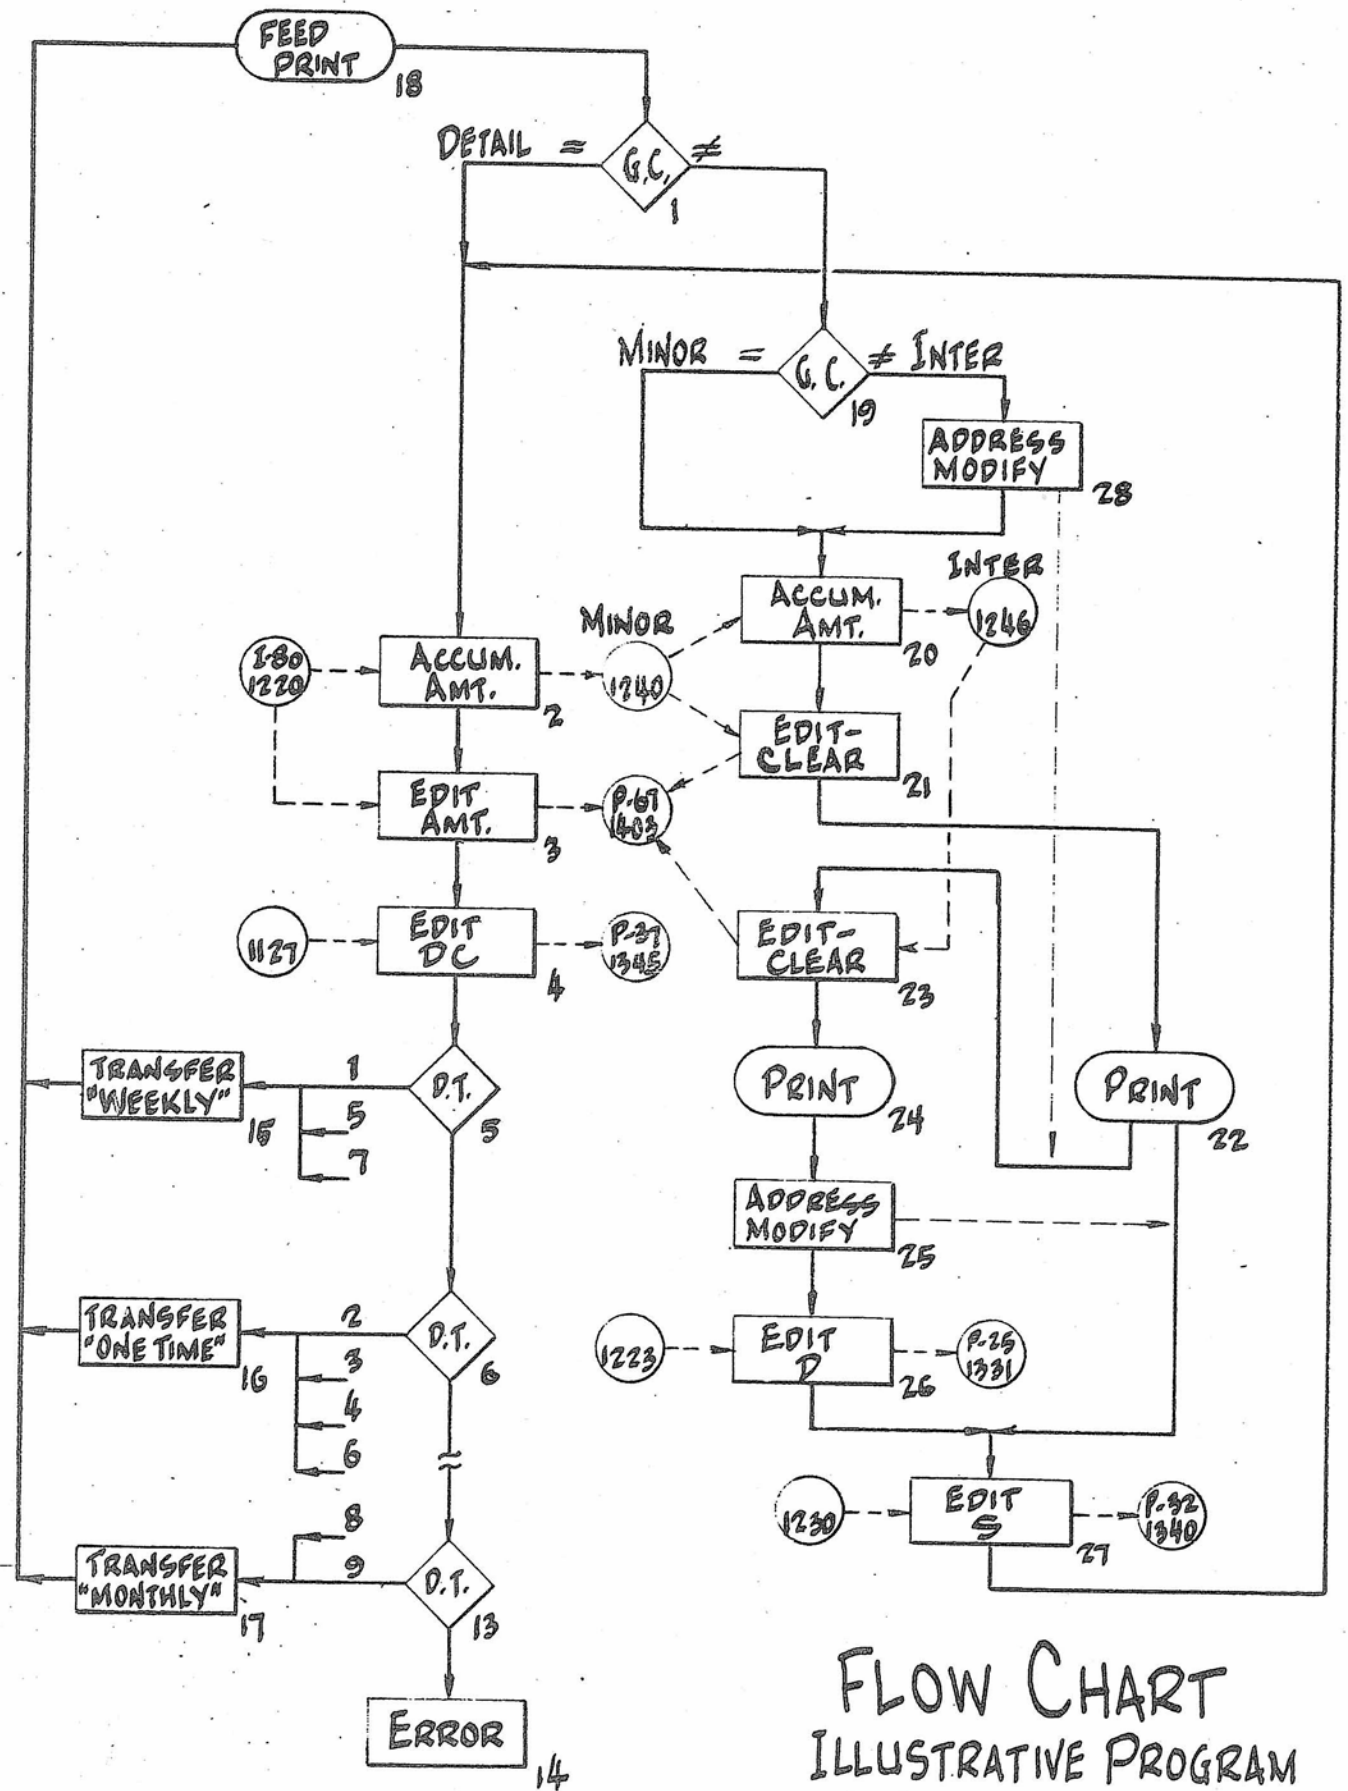 FEED
PRINT
18
DETAIL = G.C. ≠
1
MINOR = G.C. ≠ INTER
19
ADDRESS
MODIFY
28
INTER
ACCUM.
AMT.
20
1246
MINOR
1240
I-80
1220
ACCUM.
AMT.
2
EDIT-
CLEAR
21
EDIT
AMT.
3
P-67
1403
1127
EDIT
DC
4
P-37
1345
EDIT-
CLEAR
23
TRANSFER
"WEEKLY"
15
1
5
7
D.T.
5
PRINT
24
PRINT
22
ADDRESS
MODIFY
25
TRANSFER
"ONE TIME"
16
2
3
4
6
D.T.
6
1223
EDIT
D
26
P-25
1331
1230
EDIT
S
27
P-32
1340
TRANSFER
"MONTHLY"
17
8
9
D.T.
13
ERROR
14
FLOW CHART
ILLUSTRATIVE PROGRAM